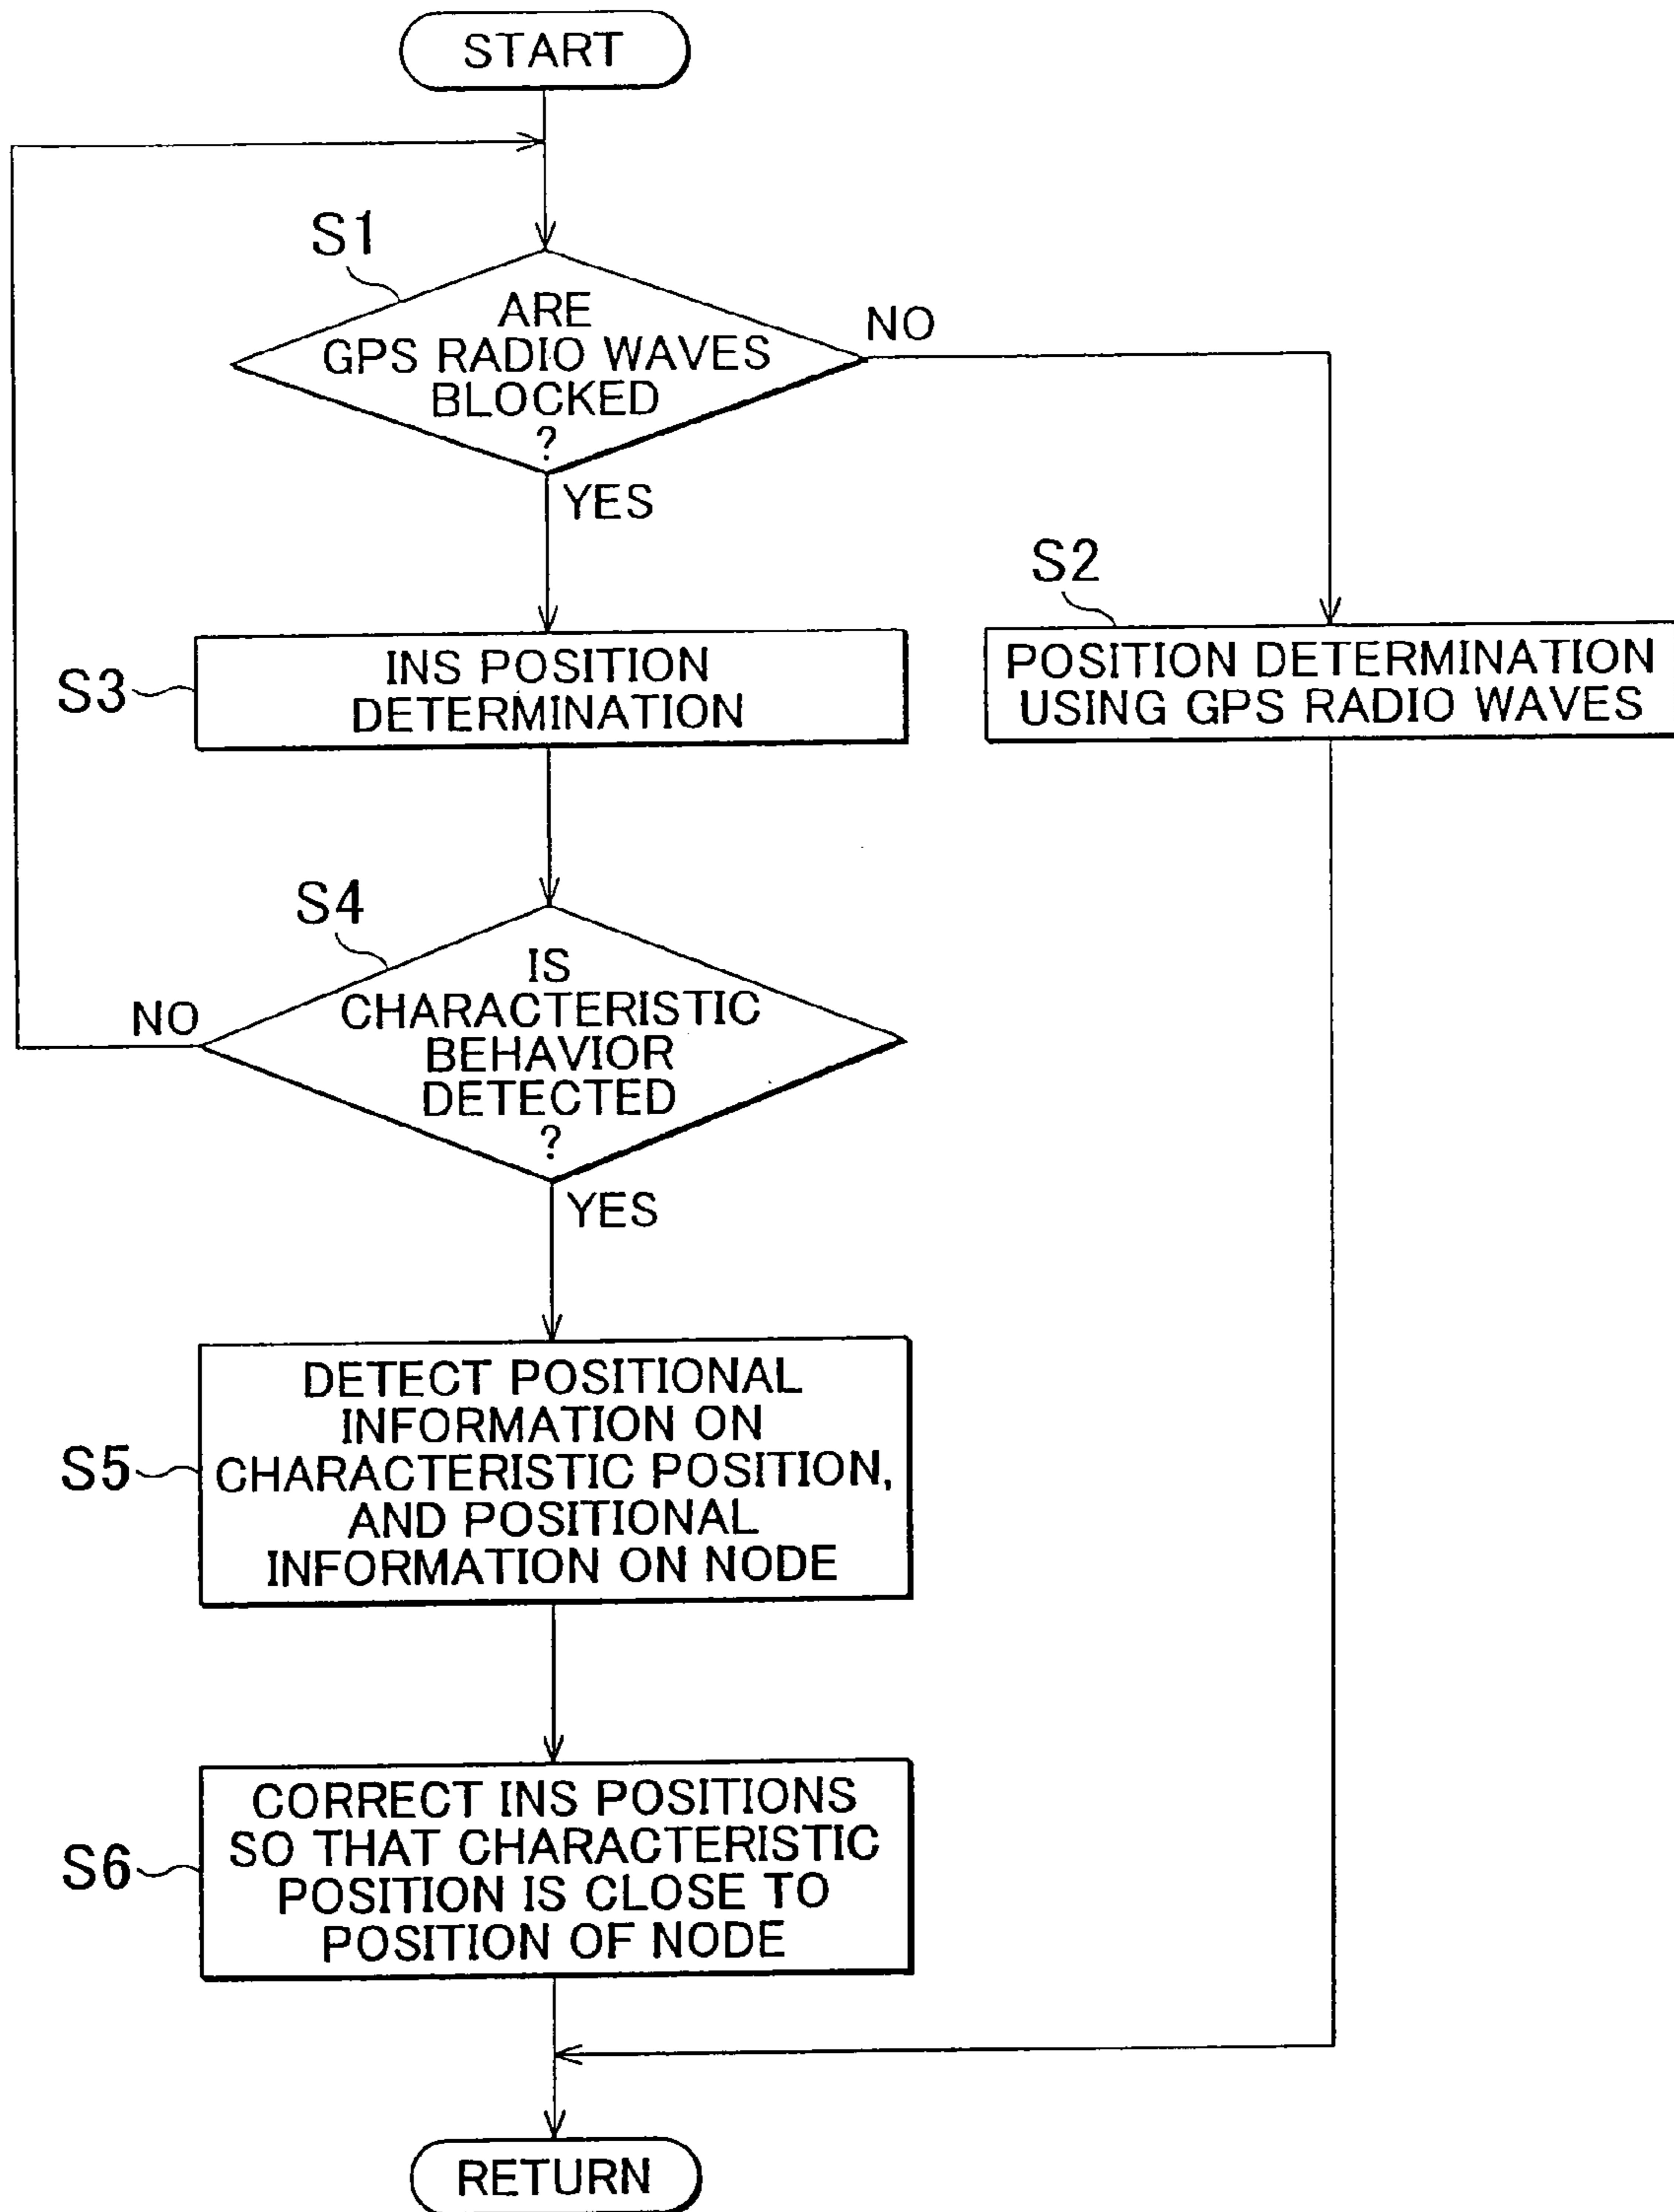 START
S1
ARE
GPS RADIO WAVES
BLOCKED
?
NO
YES
S2
POSITION DETERMINATION
USING GPS RADIO WAVES
S3
INS POSITION
DETERMINATION
S4
IS
CHARACTERISTIC
BEHAVIOR
DETECTED
?
NO
YES
S5
DETECT POSITIONAL
INFORMATION ON
CHARACTERISTIC POSITION,
AND POSITIONAL
INFORMATION ON NODE
S6
CORRECT INS POSITIONS
SO THAT CHARACTERISTIC
POSITION IS CLOSE TO
POSITION OF NODE
RETURN